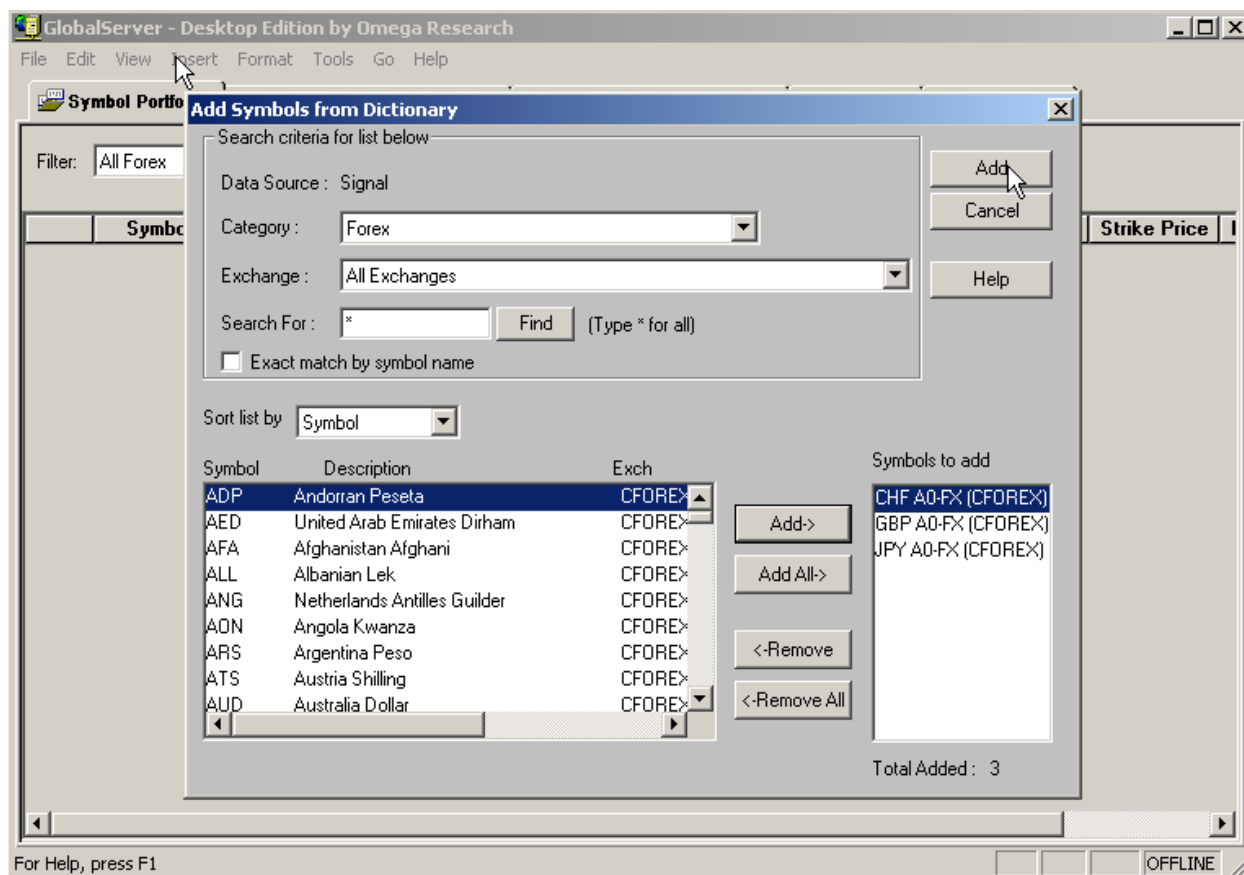 GlobalServer - Desktop Edition by Omega Research
File Edit View Insert Format Tools Go Help
Symbol Portfo
Add Symbols from Dictionary
Filter: All Forex
Search criteria for list below
Data Source : Signal
Category : Forex
Exchange : All Exchanges
Search For : * Find (Type * for all)
Exact match by symbol name
Add
Cancel
Help
Symbo
Strike Price
Sort list by Symbol
Symbol Description Exch
ADP Andorran Peseta CFOREX
AED United Arab Emirates Dirham CFOREX
AFA Afghanistan Afghani CFOREX
ALL Albanian Lek CFOREX
ANG Netherlands Antilles Guilder CFOREX
AON Angola Kwanza CFOREX
ARS Argentina Peso CFOREX
ATS Austria Shilling CFOREX
AUD Australia Dollar CFOREX
Add->
Add All->
<-Remove
<-Remove All
Symbols to add
CHF A0-FX (CFOREX)
GBP A0-FX (CFOREX)
JPY A0-FX (CFOREX)
Total Added : 3
For Help, press F1
OFFLINE